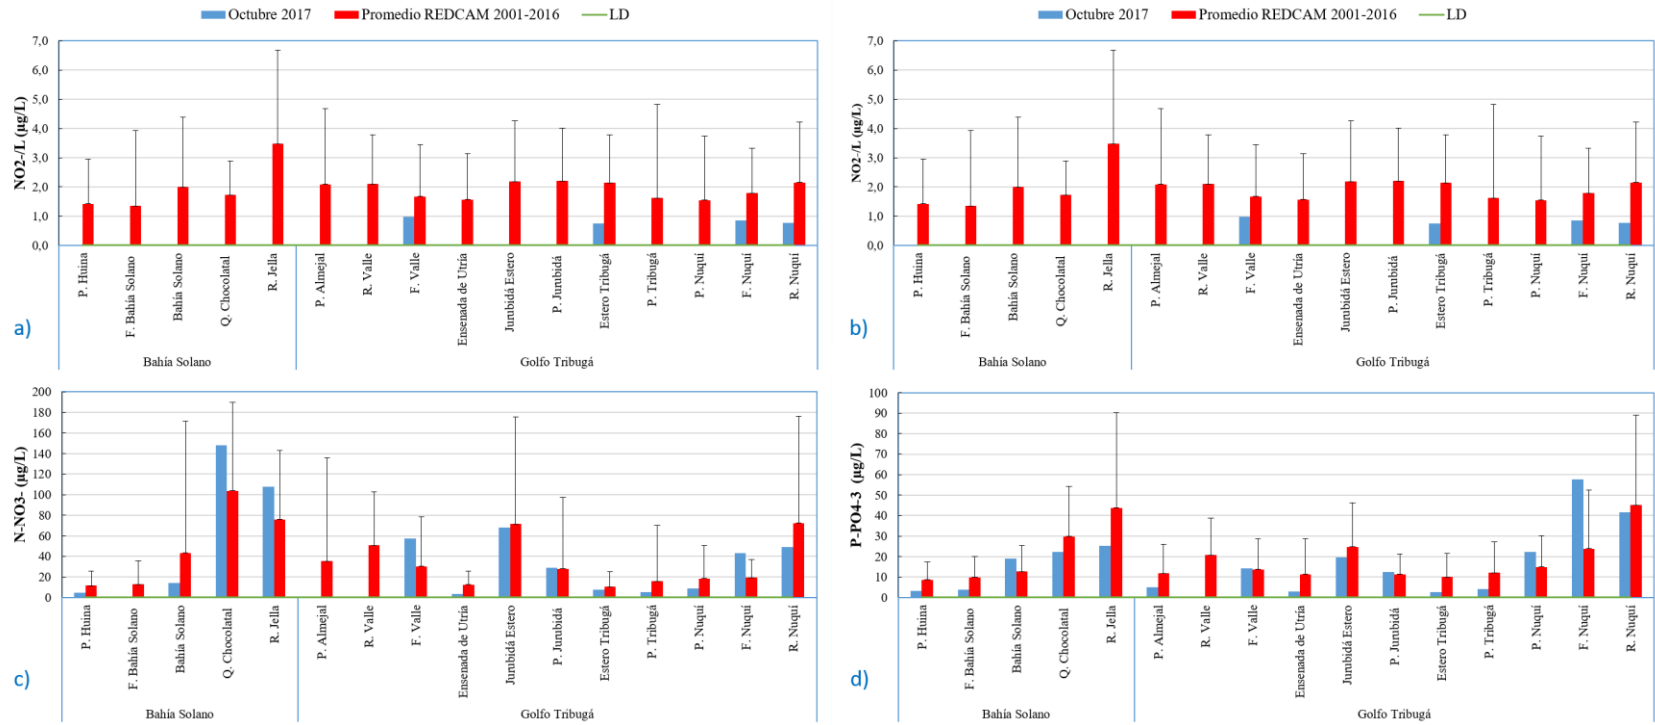 Octubre 2017 Promedio REDCAM 2001-2016 LD
NO2-/L (µg/L)
7,0
6,0
5,0
4,0
3,0
2,0
1,0
0,0
P. Huina
F. Bahía Solano
Bahía Solano
Q. Chocolatal
R. Jella
P. Almejal
R. Valle
F. Valle
Ensenada de Utría
Jurubidá Estero
P. Jurubidá
Estero Tribugá
P. Tribugá
P. Nuquí
F. Nuquí
R. Nuquí
Bahía Solano Golfo Tribugá
a)
Octubre 2017 Promedio REDCAM 2001-2016 LD
NO2-/L (µg/L)
7,0
6,0
5,0
4,0
3,0
2,0
1,0
0,0
P. Huina
F. Bahía Solano
Bahía Solano
Q. Chocolatal
R. Jella
P. Almejal
R. Valle
F. Valle
Ensenada de Utría
Jurubidá Estero
P. Jurubidá
Estero Tribugá
P. Tribugá
P. Nuquí
F. Nuquí
R. Nuquí
Bahía Solano Golfo Tribugá
b)
N-NO3- (µg/L)
200
180
160
140
120
100
80
60
40
20
0
P. Huina
F. Bahía Solano
Bahía Solano
Q. Chocolatal
R. Jella
P. Almejal
R. Valle
F. Valle
Ensenada de Utría
Jurubidá Estero
P. Jurubidá
Estero Tribugá
P. Tribugá
P. Nuquí
F. Nuquí
R. Nuquí
Bahía Solano Golfo Tribugá
c)
P-PO4-3 (µg/L)
100
90
80
70
60
50
40
30
20
10
0
P. Huina
F. Bahía Solano
Bahía Solano
Q. Chocolatal
R. Jella
P. Almejal
R. Valle
F. Valle
Ensenada de Utría
Jurubidá Estero
P. Jurubidá
Estero Tribugá
P. Tribugá
P. Nuquí
F. Nuquí
R. Nuquí
Bahía Solano Golfo Tribugá
d)